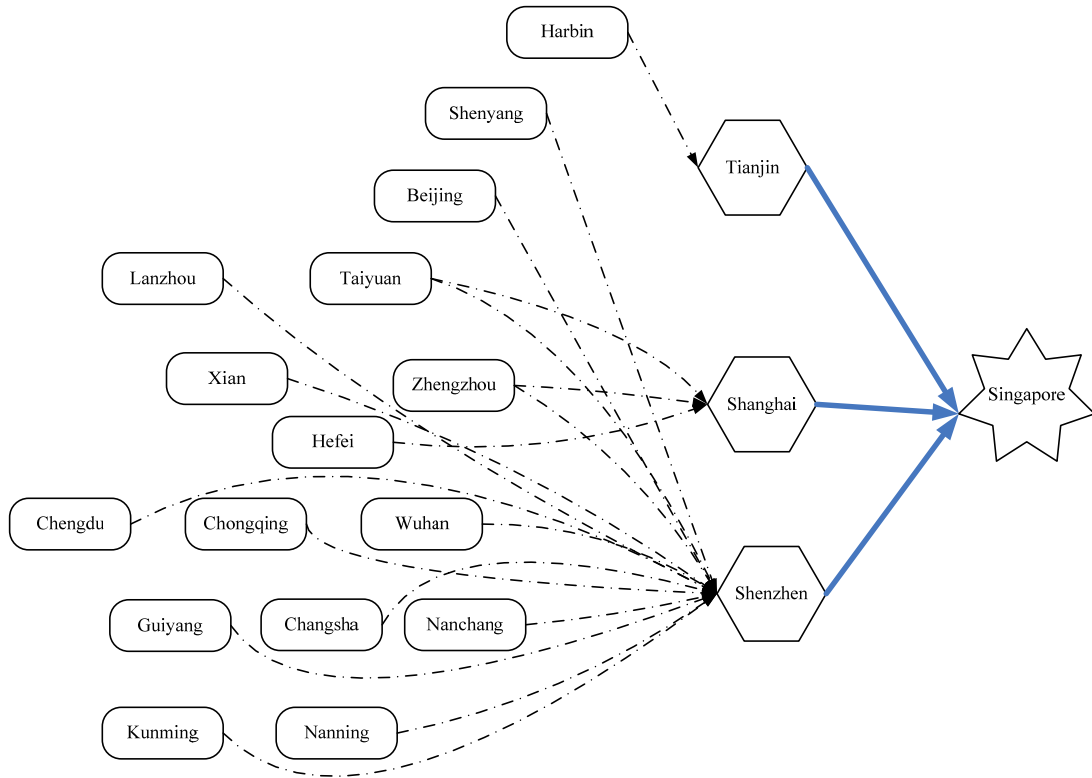 Harbin
Shenyang
Tianjin
Beijing
Lanzhou
Taiyuan
Xian
Zhengzhou
Shanghai
Singapore
Hefei
Chengdu
Chongqing
Wuhan
Shenzhen
Guiyang
Changsha
Nanchang
Kunming
Nanning